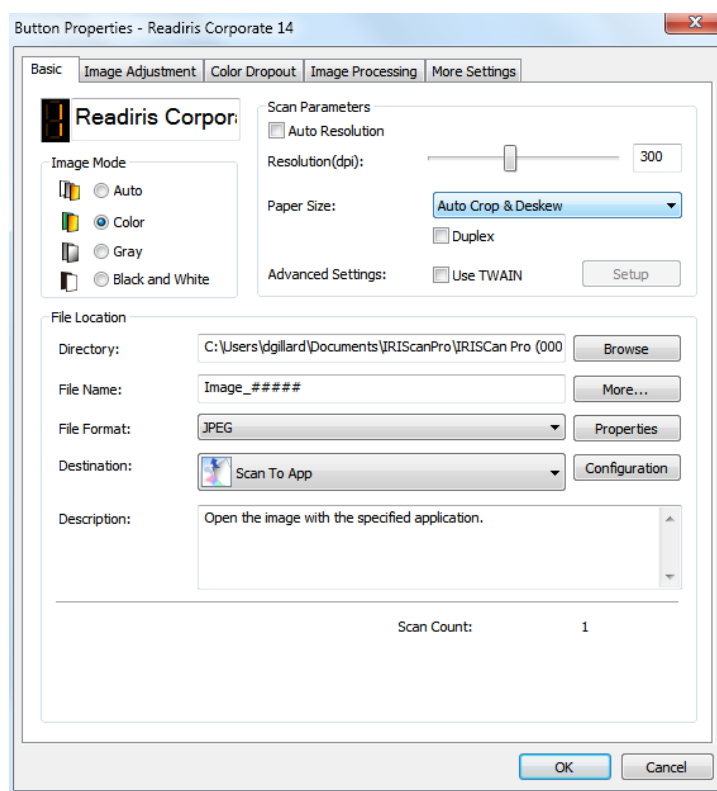 Button Properties - Readiris Corporate 14
Basic Image Adjustment Color Dropout Image Processing More Settings
1 Readiris Corpor
Scan Parameters
Auto Resolution
Resolution(dpi): 300
Paper Size: Auto Crop & Deskew
Duplex
Advanced Settings: Use TWAIN Setup
Image Mode
Auto
Color
Gray
Black and White
File Location
Directory: C:\Users\dgillard\Documents\IRIScanPro\IRISCan Pro (000 Browse
File Name: Image_##### More...
File Format: JPEG Properties
Destination: Scan To App Configuration
Description: Open the image with the specified application.
Scan Count: 1
OK Cancel